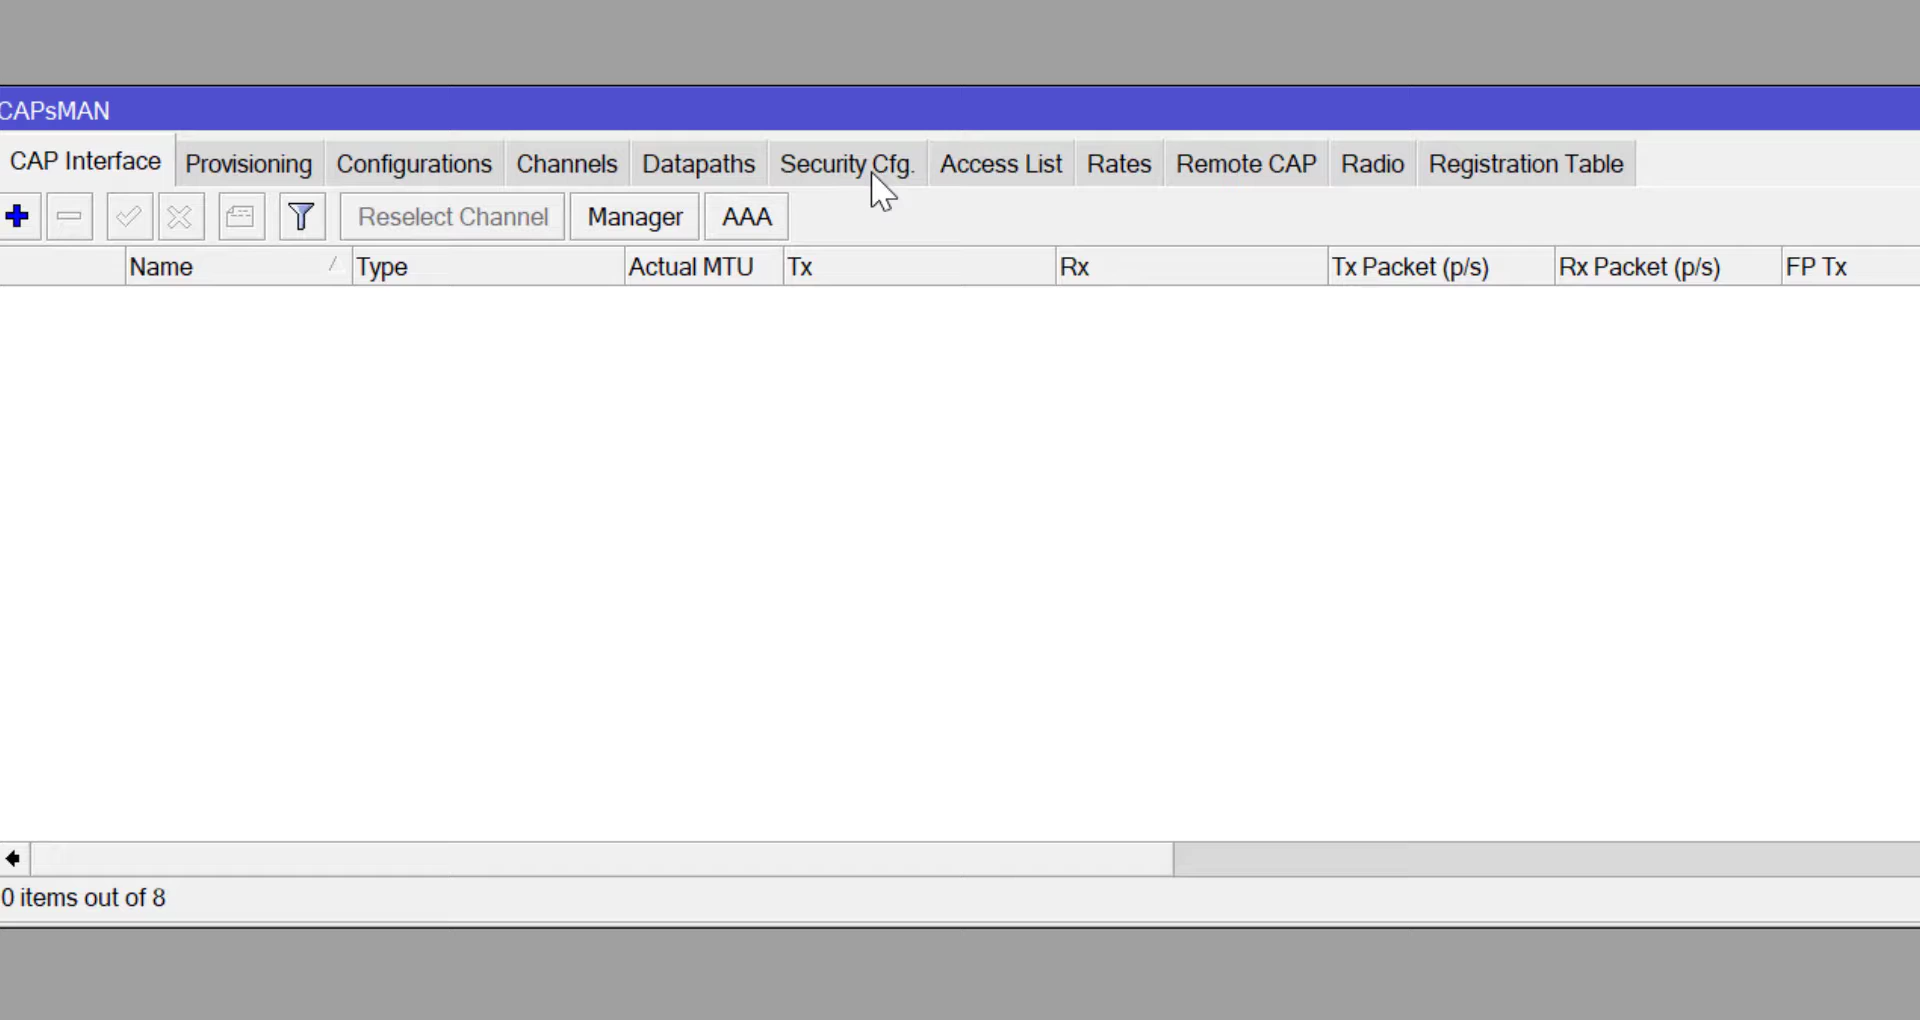 CAPsMAN
CAP Interface Provisioning Configurations Channels Datapaths Security Cfg. Access List Rates Remote CAP Radio Registration Table
Reselect Channel Manager AAA
Name Type Actual MTU Tx Rx Tx Packet (p/s) Rx Packet (p/s) FP Tx
0 items out of 8